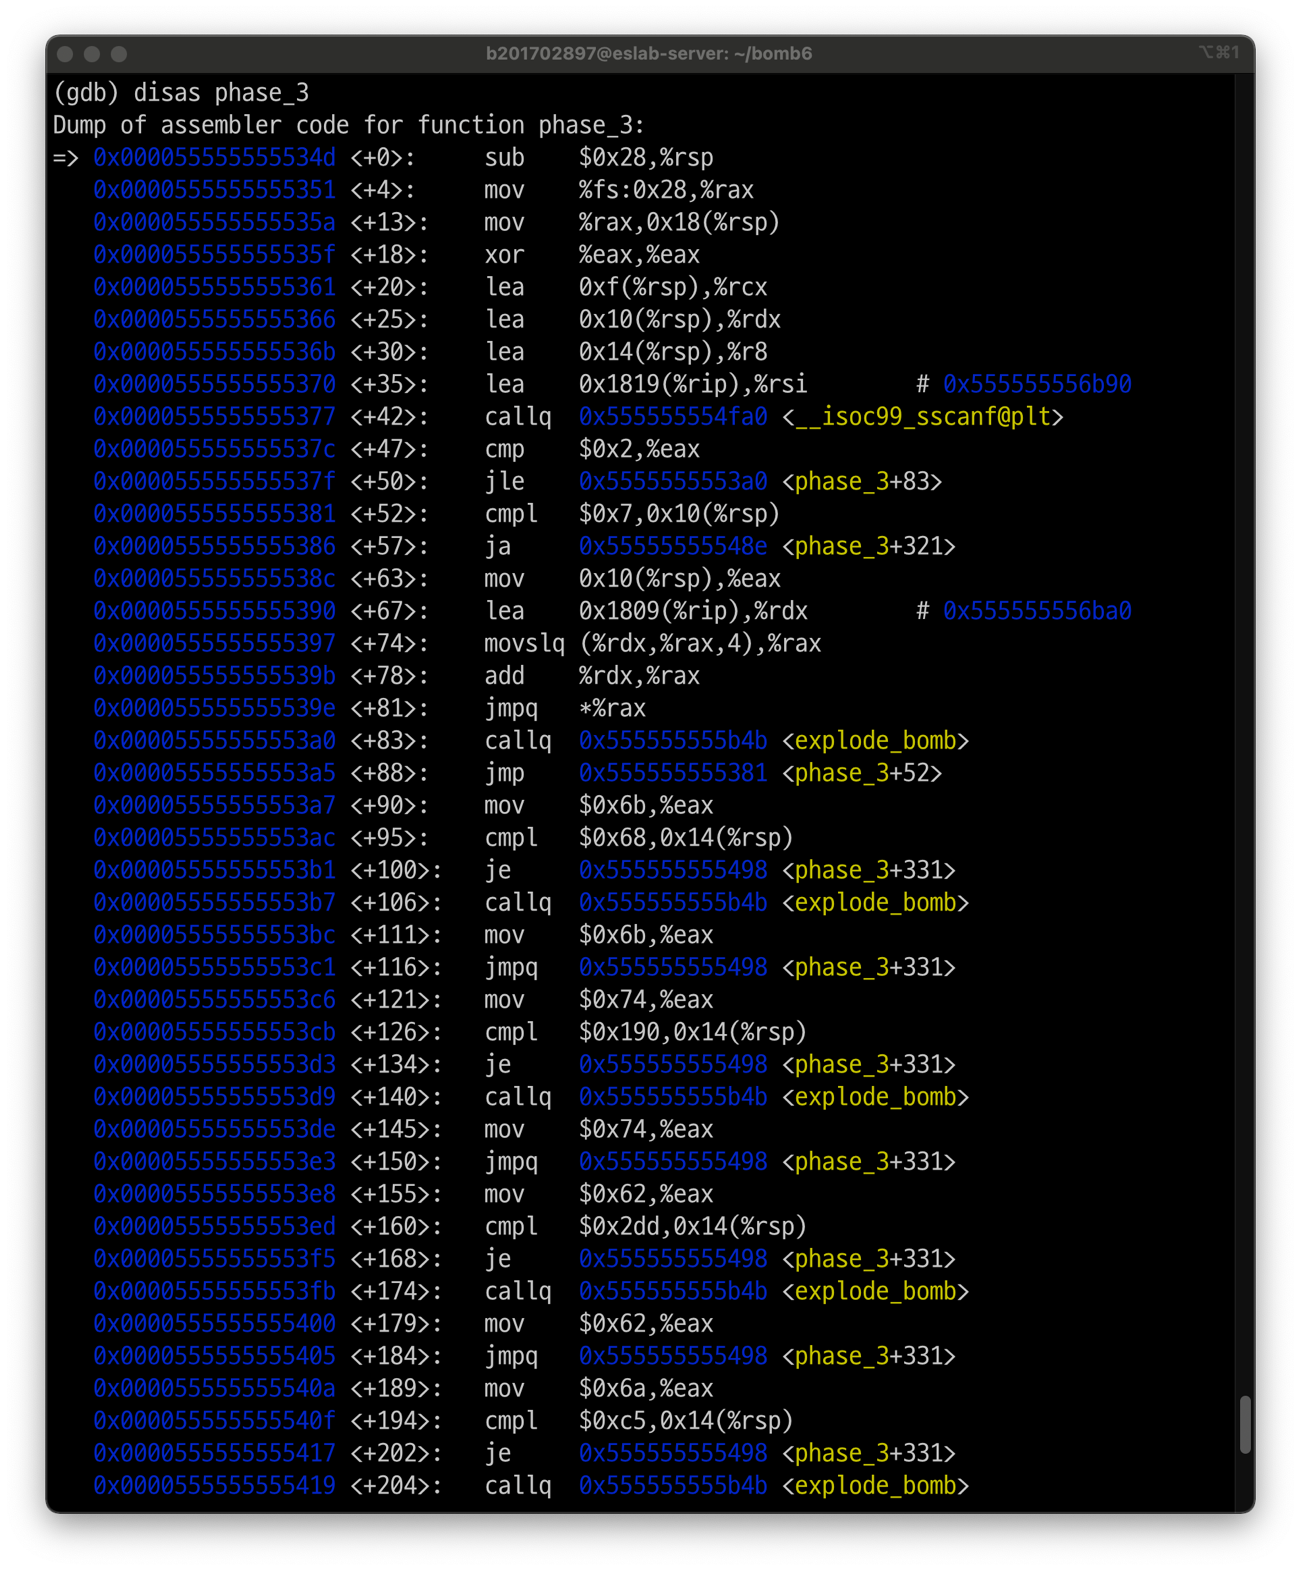 b201702897@eslab-server: ~/bomb6 ⌥⌘1
(gdb) disas phase_3
Dump of assembler code for function phase_3:
=> 0x000055555555534d <+0>: sub $0x28,%rsp
0x0000555555555351 <+4>: mov %fs:0x28,%rax
0x000055555555535a <+13>: mov %rax,0x18(%rsp)
0x000055555555535f <+18>: xor %eax,%eax
0x0000555555555361 <+20>: lea 0xf(%rsp),%rcx
0x0000555555555366 <+25>: lea 0x10(%rsp),%rdx
0x000055555555536b <+30>: lea 0x14(%rsp),%r8
0x0000555555555370 <+35>: lea 0x1819(%rip),%rsi # 0x555555556b90
0x0000555555555377 <+42>: callq 0x555555554fa0 <__isoc99_sscanf@plt>
0x000055555555537c <+47>: cmp $0x2,%eax
0x000055555555537f <+50>: jle 0x5555555553a0 <phase_3+83>
0x0000555555555381 <+52>: cmpl $0x7,0x10(%rsp)
0x0000555555555386 <+57>: ja 0x55555555548e <phase_3+321>
0x000055555555538c <+63>: mov 0x10(%rsp),%eax
0x0000555555555390 <+67>: lea 0x1809(%rip),%rdx # 0x555555556ba0
0x0000555555555397 <+74>: movslq (%rdx,%rax,4),%rax
0x000055555555539b <+78>: add %rdx,%rax
0x000055555555539e <+81>: jmpq *%rax
0x00005555555553a0 <+83>: callq 0x555555555b4b <explode_bomb>
0x00005555555553a5 <+88>: jmp 0x555555555381 <phase_3+52>
0x00005555555553a7 <+90>: mov $0x6b,%eax
0x00005555555553ac <+95>: cmpl $0x68,0x14(%rsp)
0x00005555555553b1 <+100>: je 0x555555555498 <phase_3+331>
0x00005555555553b7 <+106>: callq 0x555555555b4b <explode_bomb>
0x00005555555553bc <+111>: mov $0x6b,%eax
0x00005555555553c1 <+116>: jmpq 0x555555555498 <phase_3+331>
0x00005555555553c6 <+121>: mov $0x74,%eax
0x00005555555553cb <+126>: cmpl $0x190,0x14(%rsp)
0x00005555555553d3 <+134>: je 0x555555555498 <phase_3+331>
0x00005555555553d9 <+140>: callq 0x555555555b4b <explode_bomb>
0x00005555555553de <+145>: mov $0x74,%eax
0x00005555555553e3 <+150>: jmpq 0x555555555498 <phase_3+331>
0x00005555555553e8 <+155>: mov $0x62,%eax
0x00005555555553ed <+160>: cmpl $0x2dd,0x14(%rsp)
0x00005555555553f5 <+168>: je 0x555555555498 <phase_3+331>
0x00005555555553fb <+174>: callq 0x555555555b4b <explode_bomb>
0x0000555555555400 <+179>: mov $0x62,%eax
0x0000555555555405 <+184>: jmpq 0x555555555498 <phase_3+331>
0x000055555555540a <+189>: mov $0x6a,%eax
0x000055555555540f <+194>: cmpl $0xc5,0x14(%rsp)
0x0000555555555417 <+202>: je 0x555555555498 <phase_3+331>
0x0000555555555419 <+204>: callq 0x555555555b4b <explode_bomb>